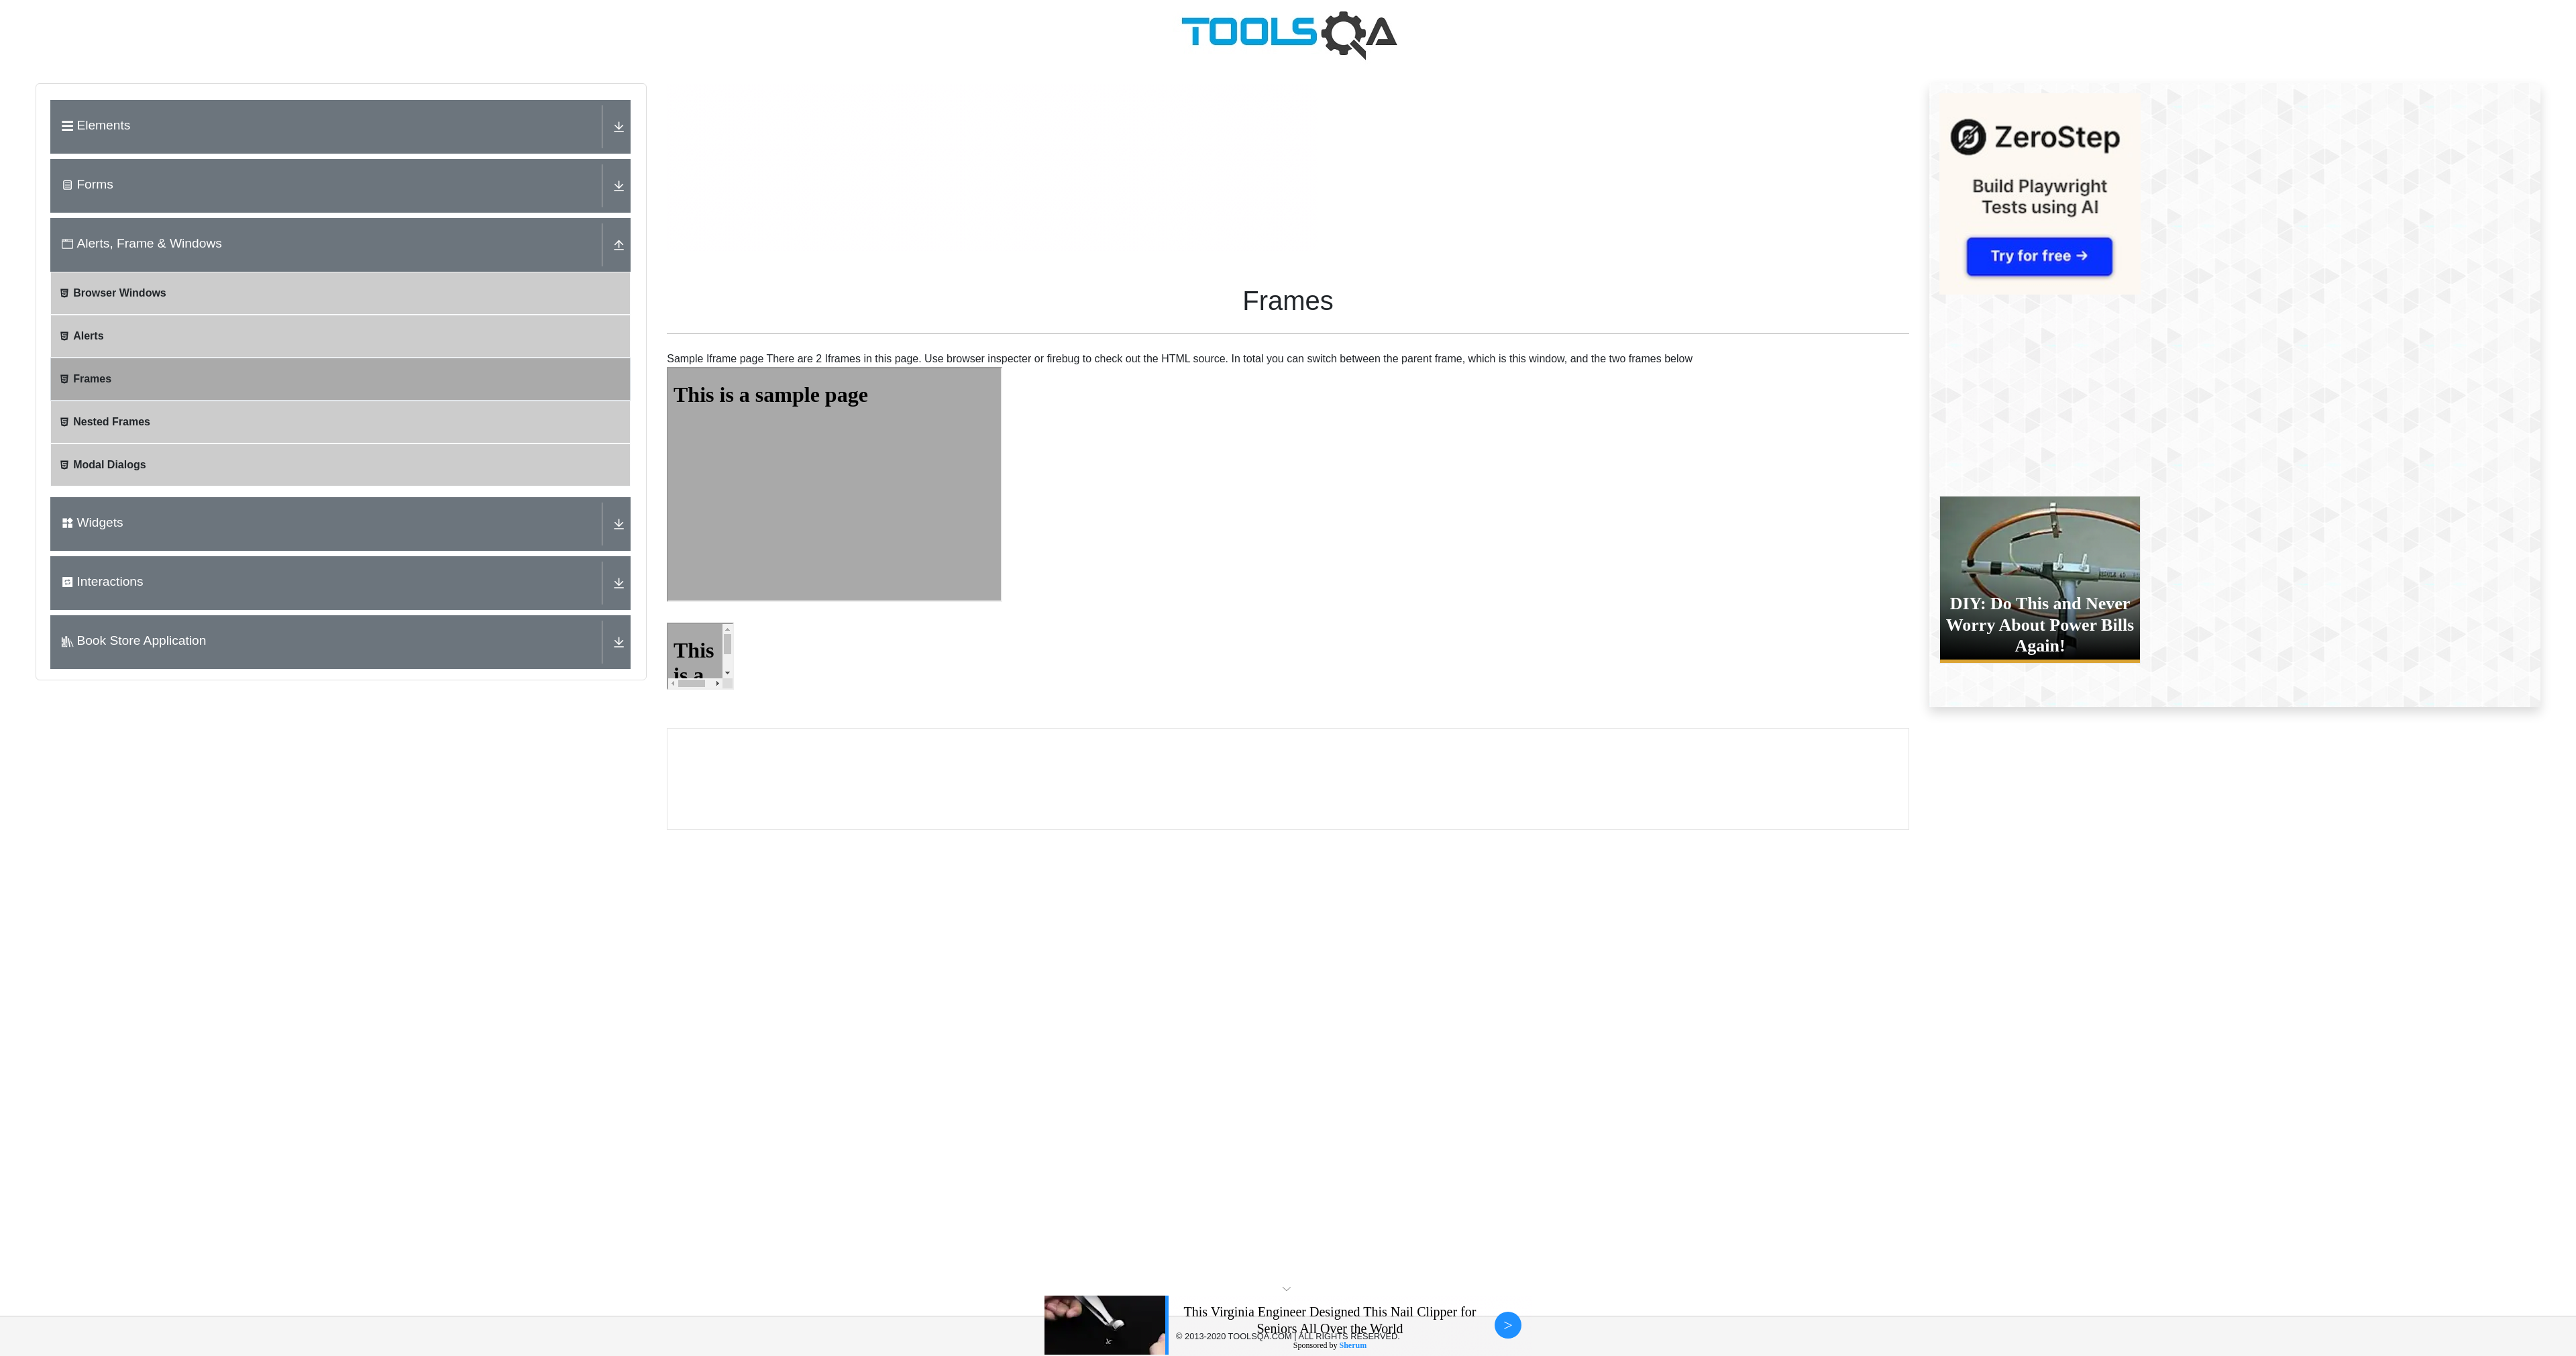 TOOLSQA
Elements
Forms
Alerts, Frame & Windows
Browser Windows
Alerts
Frames
Nested Frames
Modal Dialogs
Widgets
Interactions
Book Store Application
Frames
Sample Iframe page There are 2 Iframes in this page. Use browser inspecter or firebug to check out the HTML source. In total you can switch between the parent frame, which is this window, and the two frames below
This is a sample page
This
is a
ZeroStep
Build Playwright
Tests using AI
Try for free →
DIY: Do This and Never
Worry About Power Bills
Again!
This Virginia Engineer Designed This Nail Clipper for
Seniors All Over the World
© 2013-2020 TOOLSQA.COM | ALL RIGHTS RESERVED.
Sponsored by Sherum
>